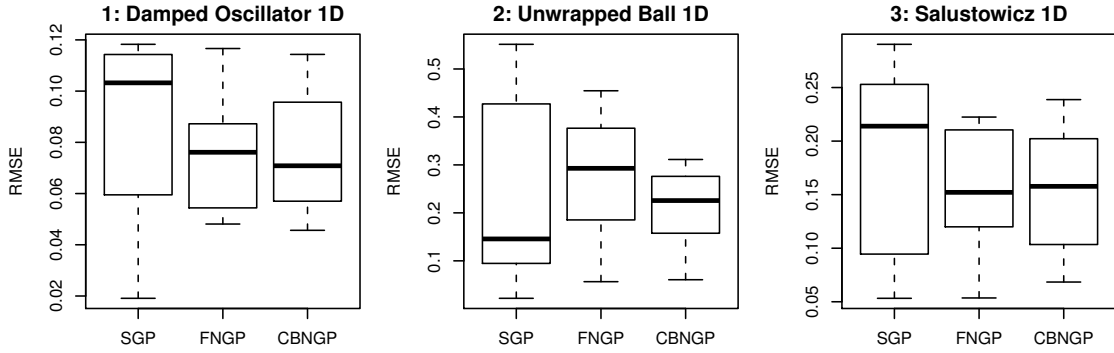 1: Damped Oscillator 1D
RMSE
0.12
0.10
0.08
0.06
0.04
0.02
SGP FNGP CBNGP
2: Unwrapped Ball 1D
RMSE
0.5
0.4
0.3
0.2
0.1
SGP FNGP CBNGP
3: Salustowicz 1D
RMSE
0.25
0.20
0.15
0.10
0.05
SGP FNGP CBNGP